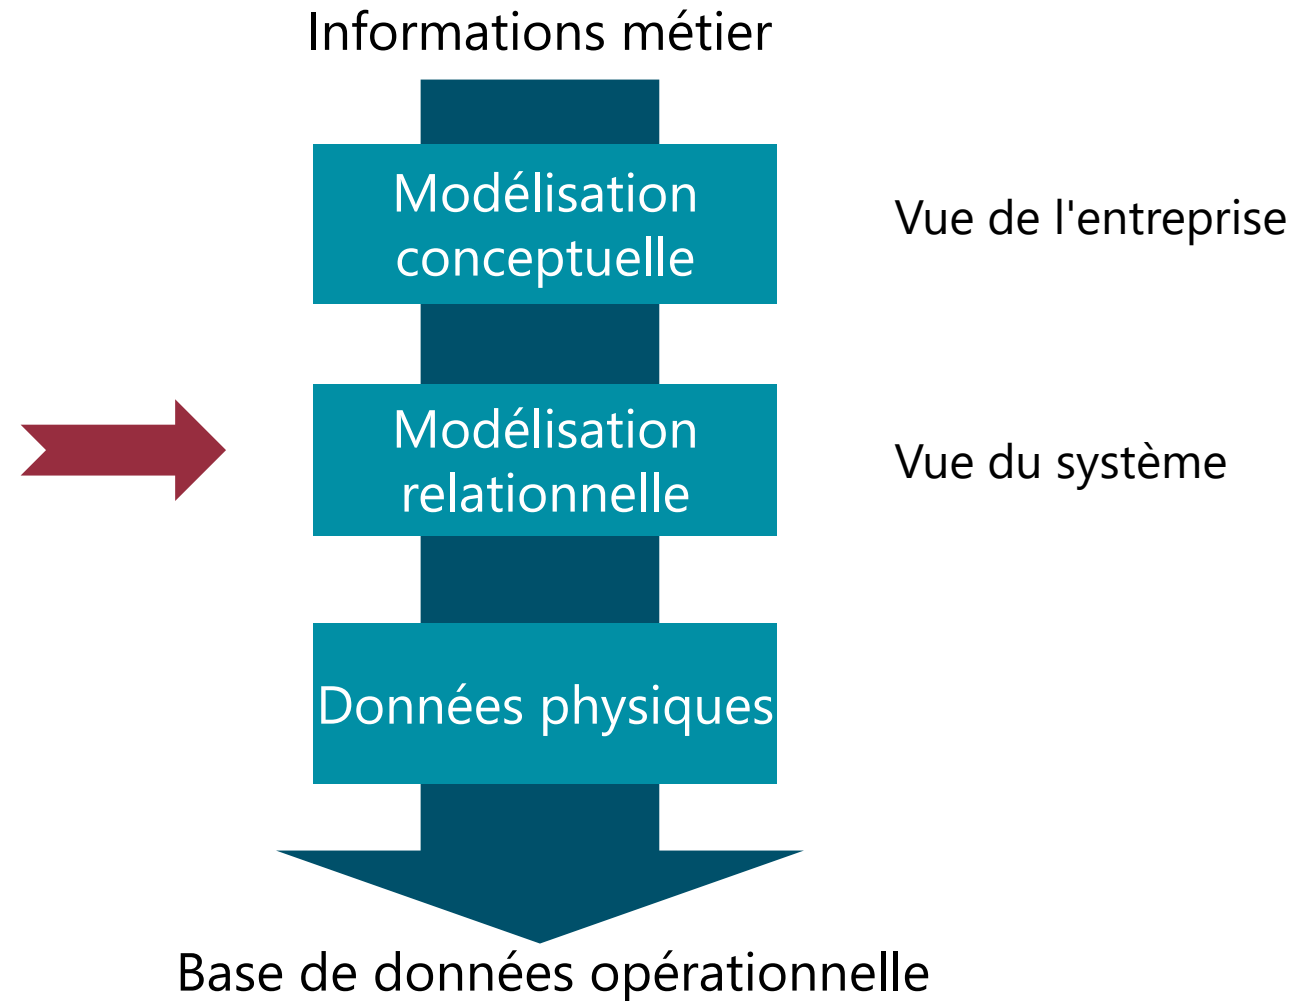 Informations métier
Modélisation
conceptuelle
Vue de l'entreprise
Modélisation
relationnelle
Vue du système
Données physiques
Base de données opérationnelle